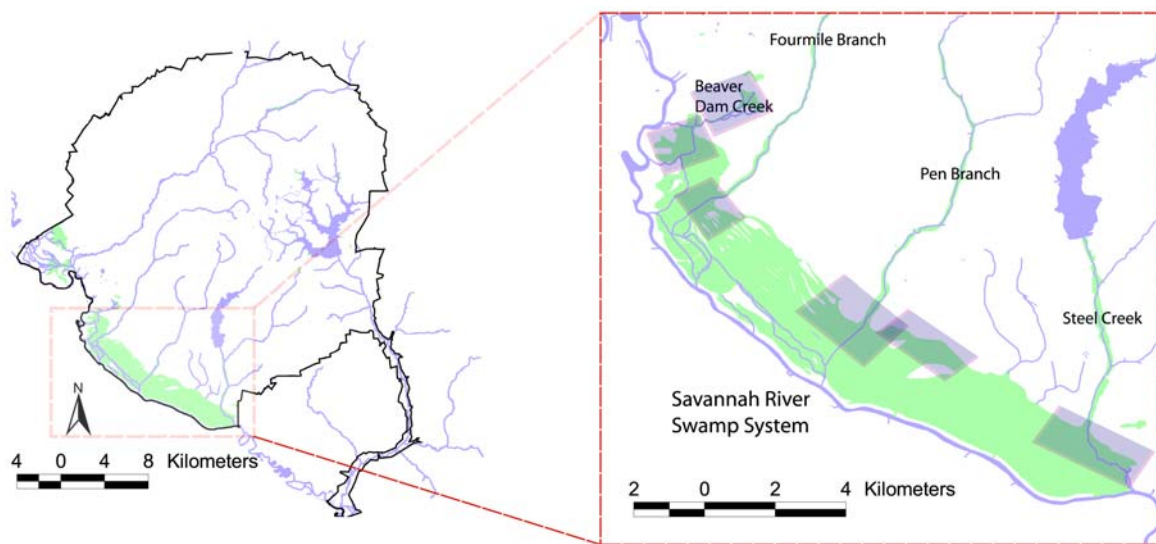 N
4 0 4 8 Kilometers
Fourmile Branch
Beaver
Dam Creek
Pen Branch
Steel Creek
Savannah River
Swamp System
2 0 2 4 Kilometers